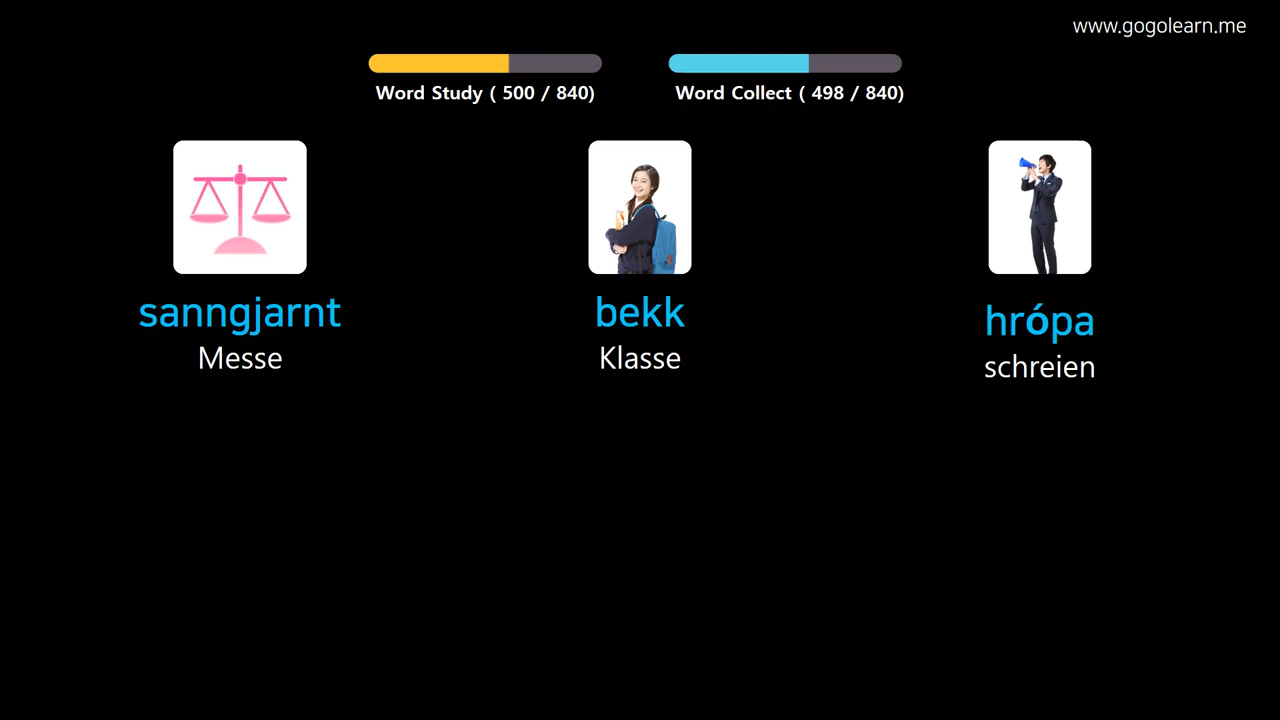 www.gogolearn.me
Word Study ( 500 / 840)
Word Collect ( 498 / 840)
sanngjarnt
Messe
bekk
Klasse
hrópa
schreien